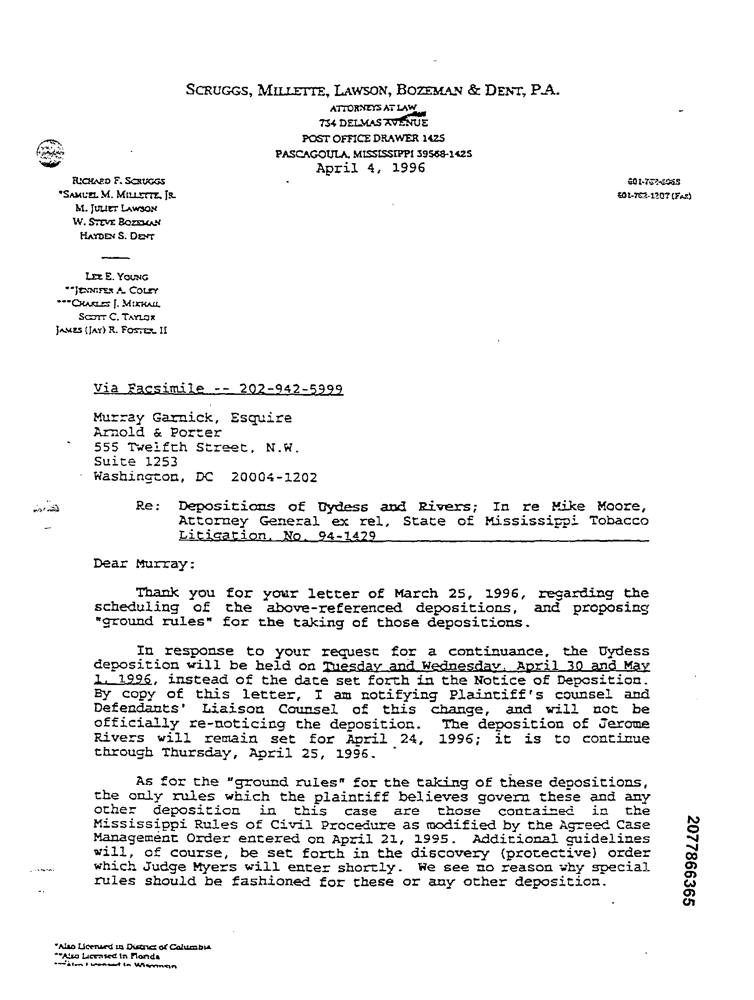 SCRUGGS, MILLETTE, LAWSON, BOZEMAN & DENT, P.A.
ATTORNEYS AT LAW
734 DELMAS AVENUE
POST OFFICE DRAWER 1425
PASCAGOULA, MISSISSIPPI 39568-1425
April 4, 1996
RICHARD F. SCRUGGS
*SAMUEL M. MILLETTE, JR.
M. JULIET LAWSON
W. STEVE BOZEMAN
HAYDEN S. DENT
LEE E. YOUNG
**JENNIFER A. COLEY
***CHARLES J. MIKHAIL
SCOTT C. TAYLOR
JAMES (JAY) R. FOSTER, II
601-762-6068
601-762-1207 (FAX)
Via Facsimile -- 202-942-5999
Murray Garnick, Esquire
Arnold & Porter
555 Twelfth Street, N.W.
Suite 1253
Washington, DC 20004-1202
Re: Depositions of Uydess and Rivers; In re Mike Moore,
Attorney General ex rel, State of Mississippi Tobacco
Litigation, No. 94-1429
Dear Murray:
Thank you for your letter of March 25, 1996, regarding the
scheduling of the above-referenced depositions, and proposing
"ground rules" for the taking of those depositions.
In response to your request for a continuance, the Uydess
deposition will be held on Tuesday and Wednesday, April 30 and May
1, 1996, instead of the date set forth in the Notice of Deposition.
By copy of this letter, I am notifying Plaintiff's counsel and
Defendants' Liaison Counsel of this change, and will not be
officially re-noticing the deposition. The deposition of Jerome
Rivers will remain set for April 24, 1996; it is to continue
through Thursday, April 25, 1996.
As for the "ground rules" for the taking of these depositions,
the only rules which the plaintiff believes govern these and any
other deposition in this case are those contained in the
Mississippi Rules of Civil Procedure as modified by the Agreed Case
Management Order entered on April 21, 1995. Additional guidelines
will, of course, be set forth in the discovery (protective) order
which Judge Myers will enter shortly. We see no reason why special
rules should be fashioned for these or any other deposition.
2077866365
*Also Licensed in District of Columbia
**Also Licensed in Florida
***Also Licensed in Wisconsin